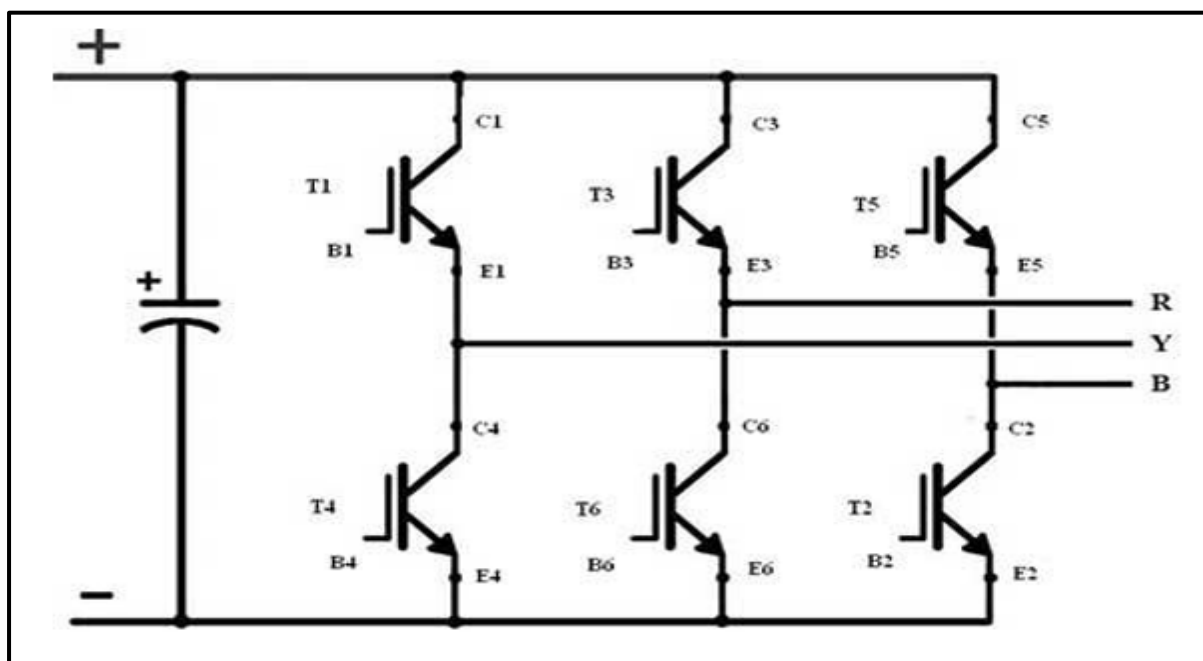 +
C1 C3 C5
T1 T3 T5
B1 B3 B5
E1 E3 E5
+
R
Y
B
C4 C6 C2
T4 T6 T2
B4 B6 B2
E4 E6 E2
−